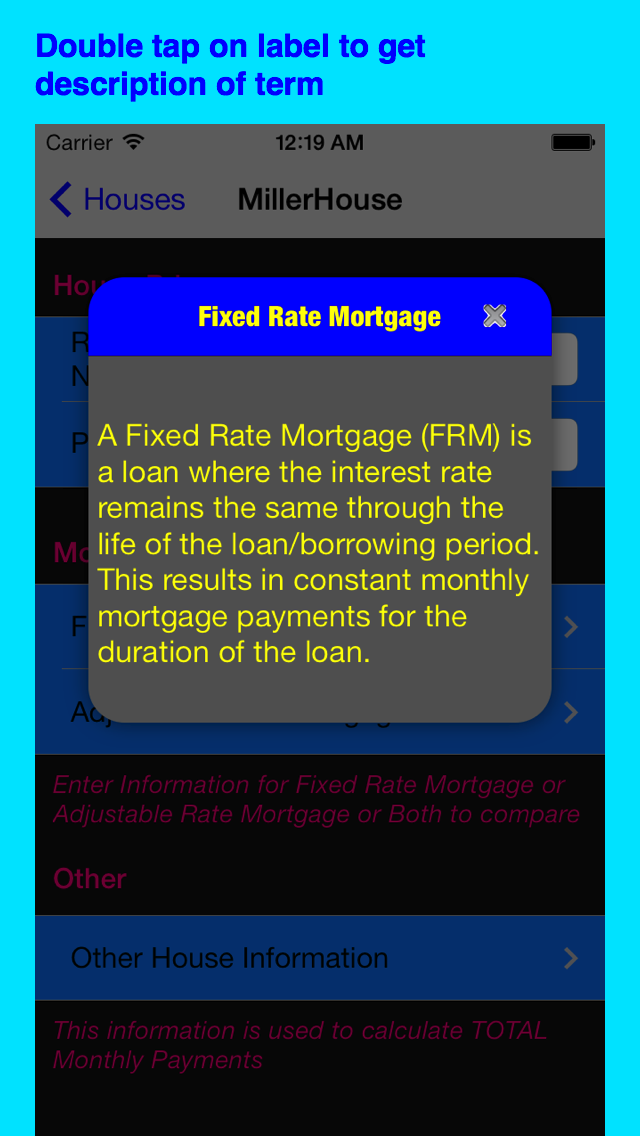 Double tap on label to get
description of term
Carrier 12:19 AM
Houses MillerHouse
Fixed Rate Mortgage
A Fixed Rate Mortgage (FRM) is
a loan where the interest rate
remains the same through the
life of the loan/borrowing period.
This results in constant monthly
mortgage payments for the
duration of the loan.
Enter Information for Fixed Rate Mortgage or
Adjustable Rate Mortgage or Both to compare
Other
Other House Information
This information is used to calculate TOTAL
Monthly Payments